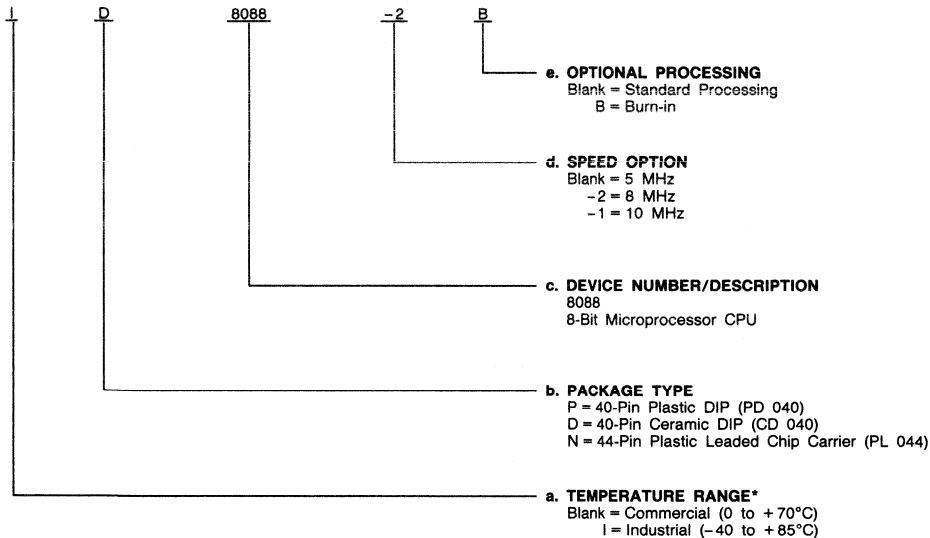 I D 8088 -2 B
e. OPTIONAL PROCESSING
Blank = Standard Processing
B = Burn-in
d. SPEED OPTION
Blank = 5 MHz
-2 = 8 MHz
-1 = 10 MHz
c. DEVICE NUMBER/DESCRIPTION
8088
8-Bit Microprocessor CPU
b. PACKAGE TYPE
P = 40-Pin Plastic DIP (PD 040)
D = 40-Pin Ceramic DIP (CD 040)
N = 44-Pin Plastic Leaded Chip Carrier (PL 044)
a. TEMPERATURE RANGE*
Blank = Commercial (0 to +70°C)
I = Industrial (-40 to +85°C)